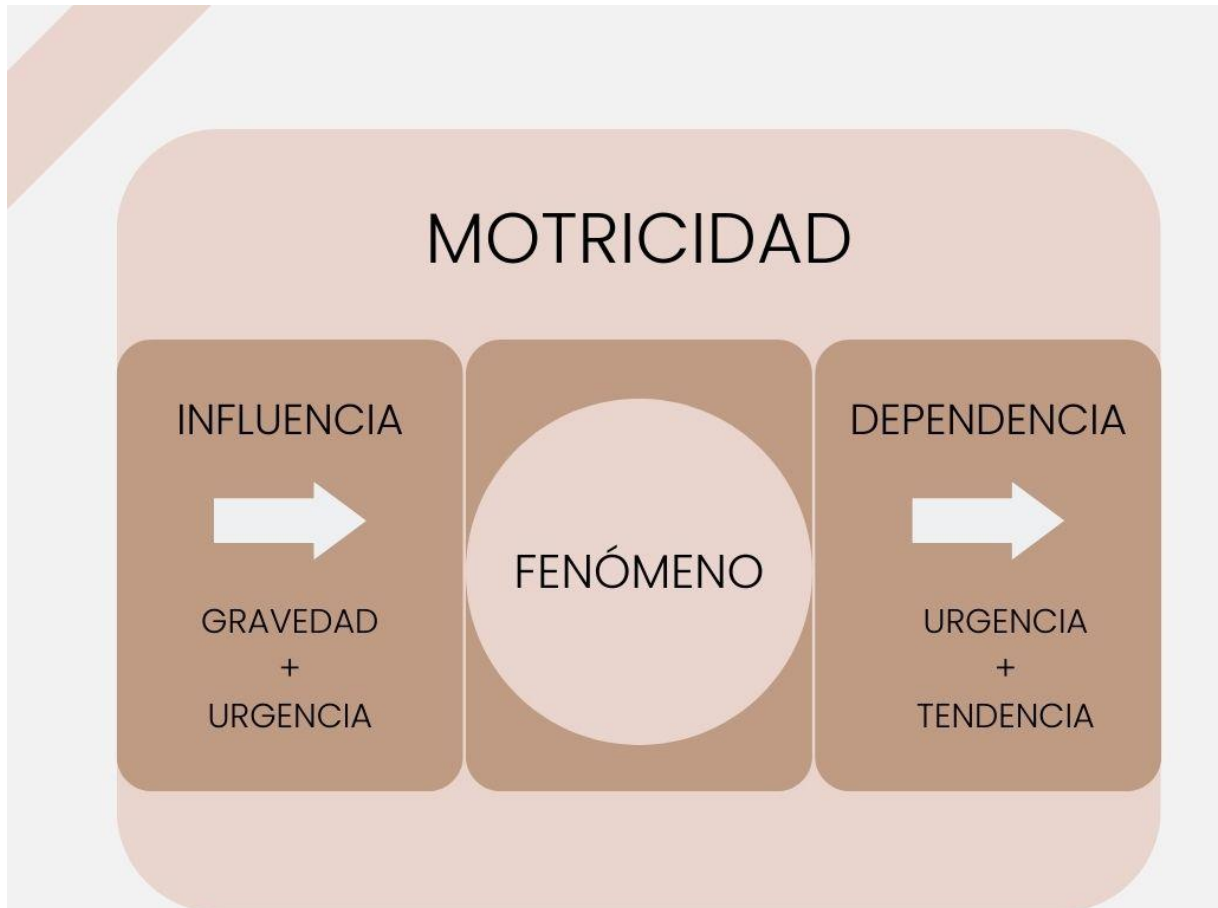 MOTRICIDAD
INFLUENCIA
GRAVEDAD
+
URGENCIA
FENÓMENO
DEPENDENCIA
URGENCIA
+
TENDENCIA